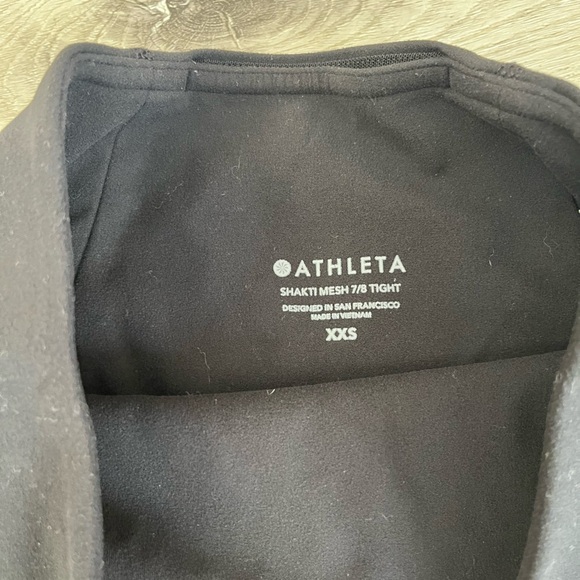 ATHLETA
SHAKTI MESH 7/8 TIGHT
DESIGNED IN SAN FRANCISCO
MADE IN VIETNAM
XXS